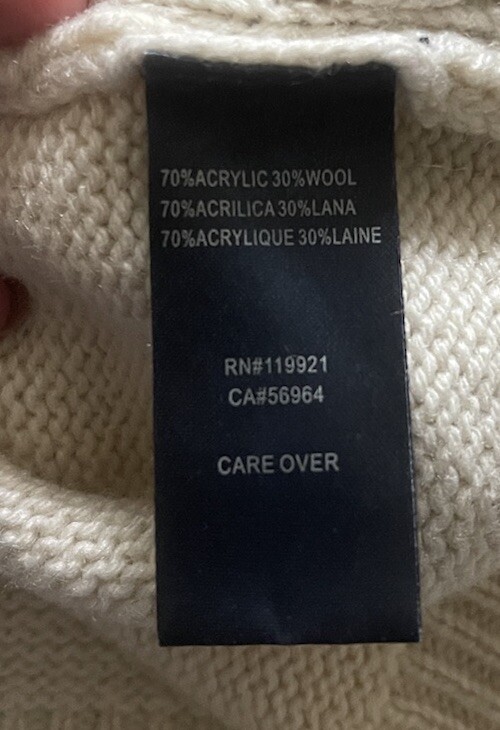 70%ACRYLIC 30%WOOL
70%ACRILICA 30%LANA
70%ACRYLIQUE 30%LAINE
RN#119921
CA#56964
CARE OVER